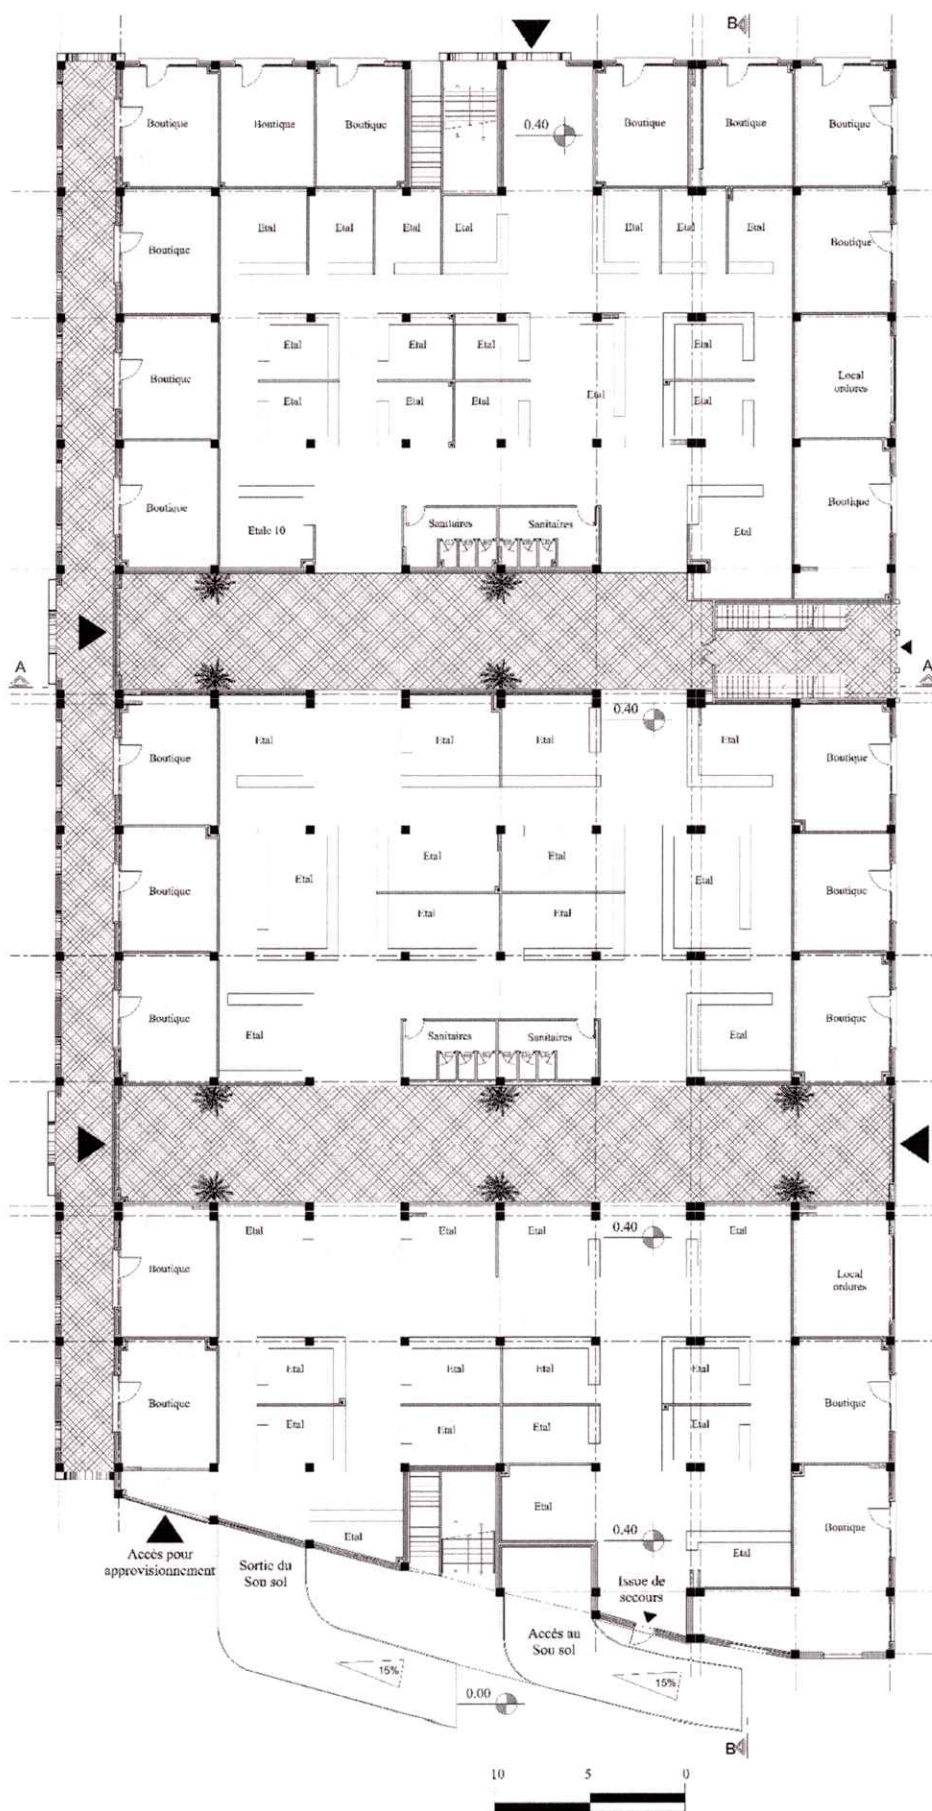 B
0.40
Boutique
Boutique
Boutique
Boutique
Boutique
Boutique
Etal
Etal
Etal
Etal
Etal
Etal
Etal
Boutique
Boutique
Etal
Etal
Etal
Etal
Boutique
Local
ordures
Etal
Etal
Etal
Etal
Etal
Boutique
Etale 10
Sanitaires
Sanitaires
Etal
Boutique
A
A
0.40
Boutique
Etal
Etal
Etal
Etal
Boutique
Boutique
Etal
Etal
Etal
Etal
Boutique
Etal
Etal
Boutique
Etal
Sanitaires
Sanitaires
Etal
Boutique
Etal
Etal
Etal
0.40
Etal
Boutique
Local
ordures
Etal
Etal
Etal
Etal
Boutique
Boutique
Etal
Etal
Etal
Etal
Etal
Boutique
Etal
0.40
Etal
Accès pour
approvisionnement
Sortie du
Sou sol
Issue de
secours
Accès au
Sou sol
15%
15%
0.00
B
10 5 0